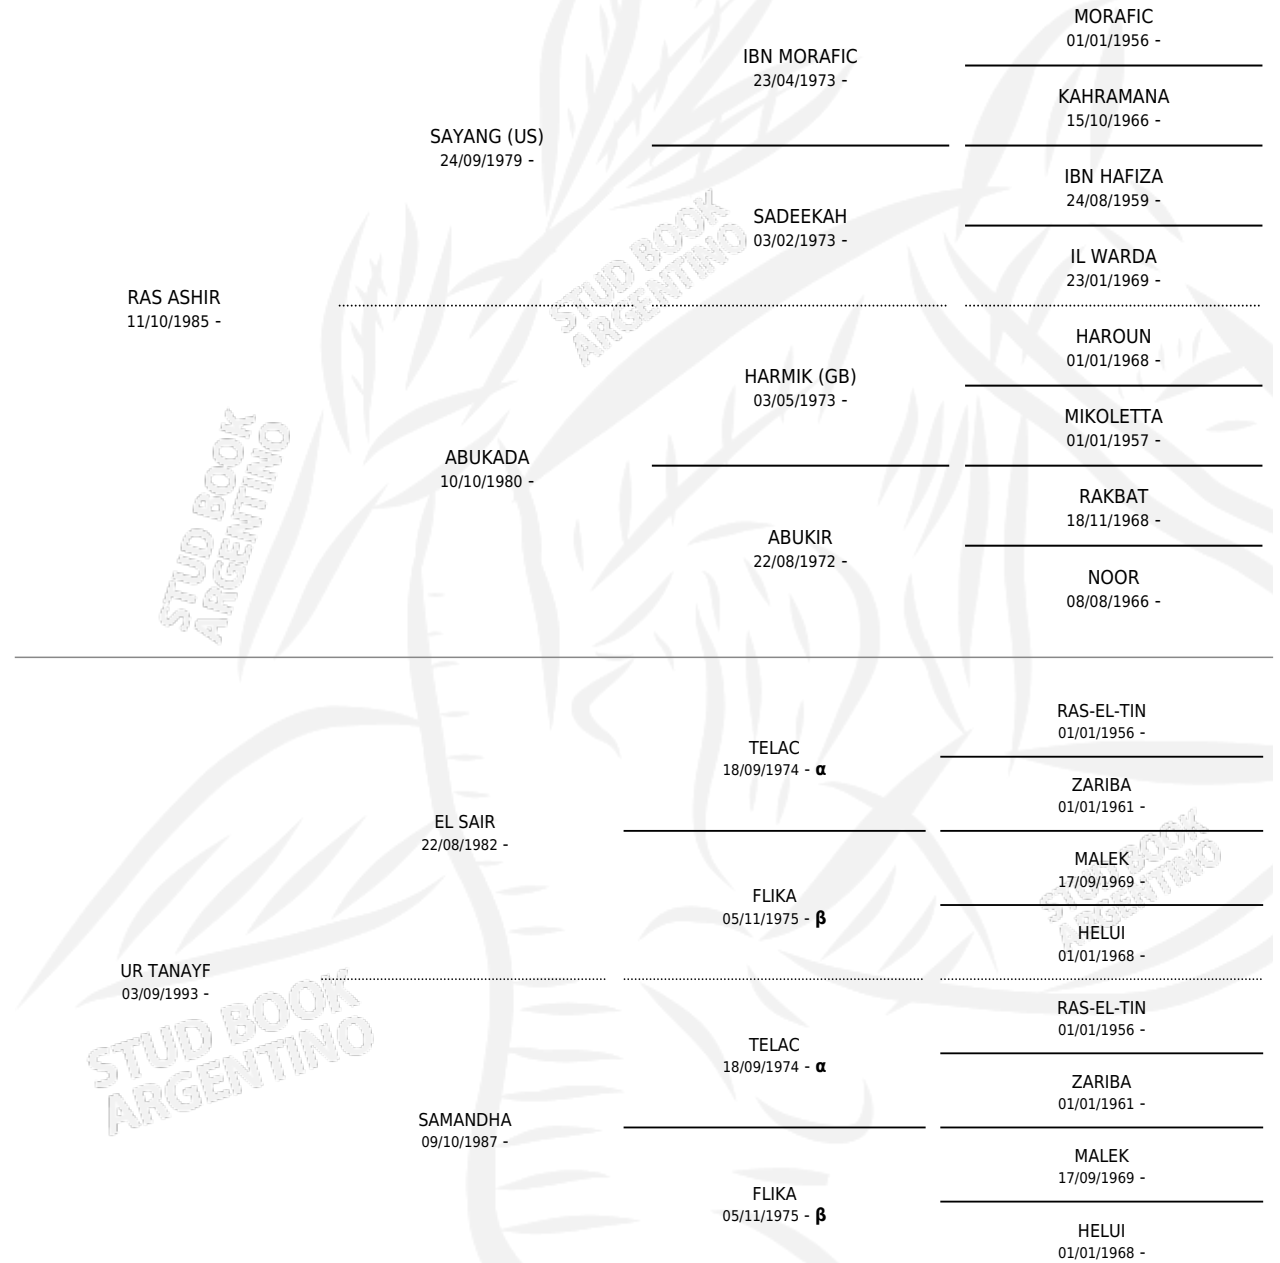 MORAFIC
01/01/1956 -
IBN MORAFIC
23/04/1973 -
KAHRAMANA
15/10/1966 -
SAYANG (US)
24/09/1979 -
IBN HAFIZA
24/08/1959 -
SADEEKAH
03/02/1973 -
IL WARDA
23/01/1969 -
RAS ASHIR
11/10/1985 -
HAROUN
01/01/1968 -
HARMIK (GB)
03/05/1973 -
MIKOLETTA
01/01/1957 -
ABUKADA
10/10/1980 -
RAKBAT
18/11/1968 -
ABUKIR
22/08/1972 -
NOOR
08/08/1966 -
RAS-EL-TIN
01/01/1956 -
TELAC
18/09/1974 - α
ZARIBA
01/01/1961 -
EL SAIR
22/08/1982 -
MALEK
17/09/1969 -
FLIKA
05/11/1975 - β
HELUI
01/01/1968 -
UR TANAYF
03/09/1993 -
RAS-EL-TIN
01/01/1956 -
TELAC
18/09/1974 - α
ZARIBA
01/01/1961 -
SAMANDHA
09/10/1987 -
MALEK
17/09/1969 -
FLIKA
05/11/1975 - β
HELUI
01/01/1968 -
STUD BOOK
ARGENTINO
STUD BOOK
ARGENTINO
STUD BOOK
ARGENTINO
STUD BOOK
ARGENTINO